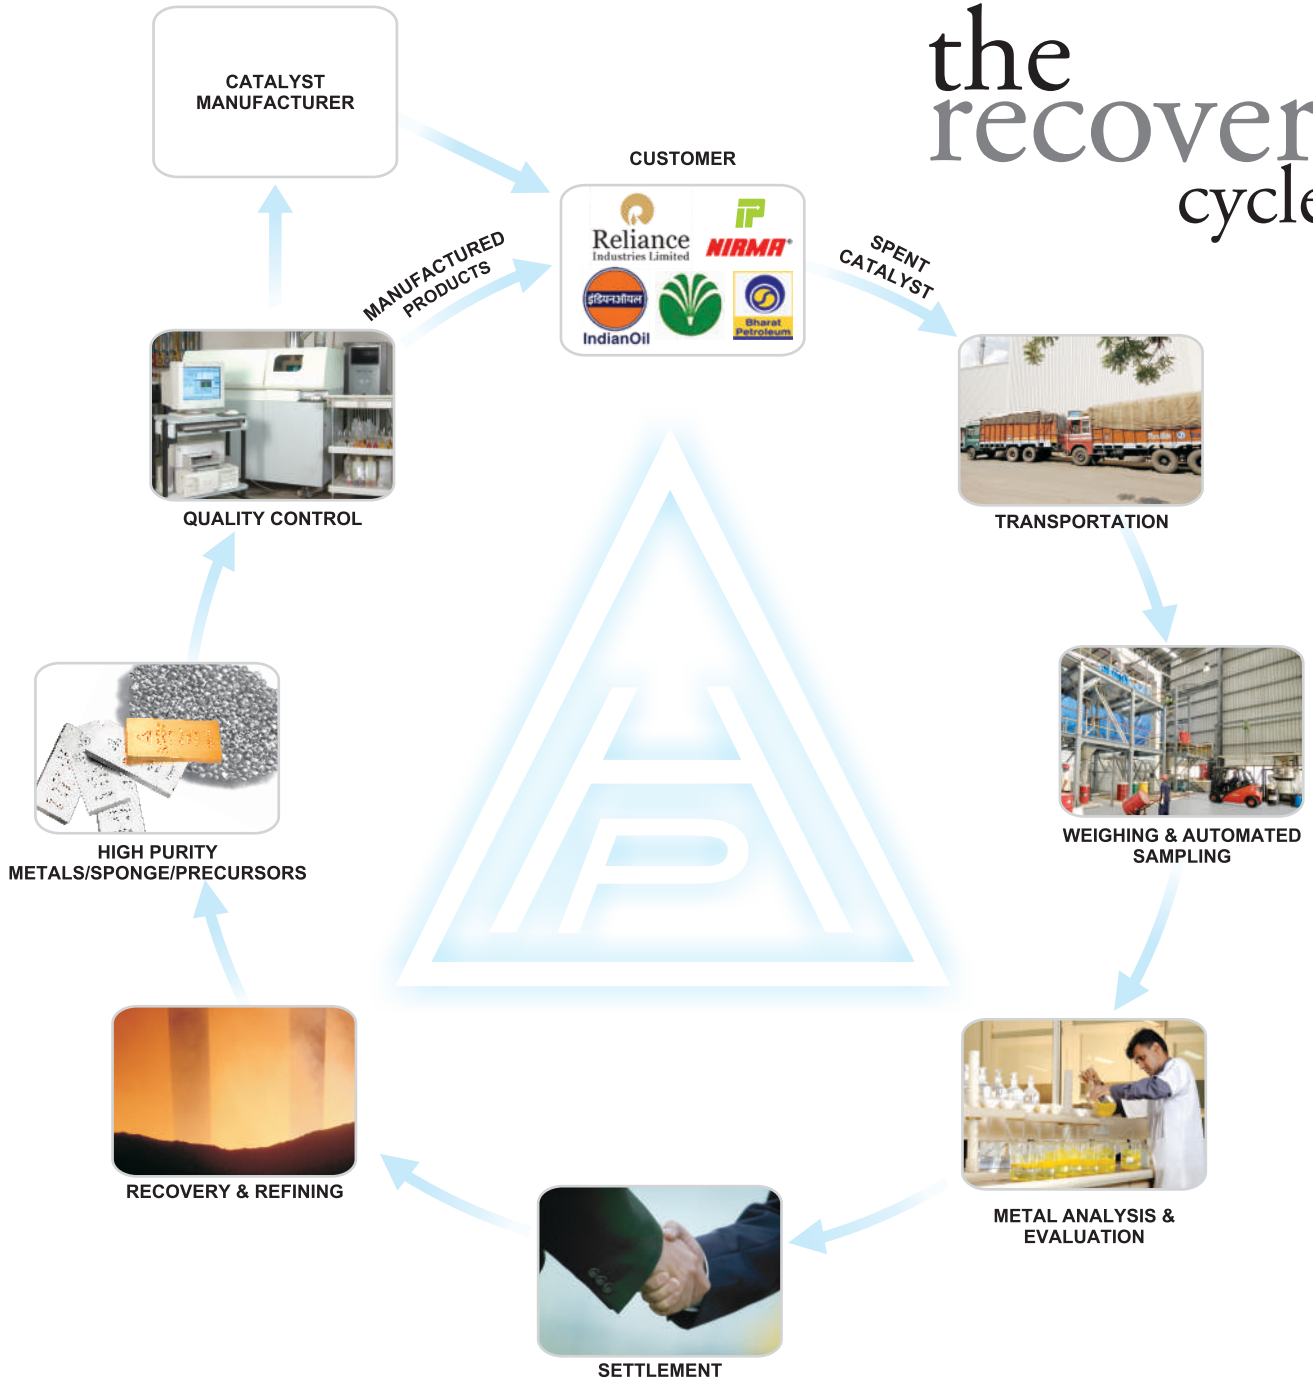 the
recover
cycle
CATALYST
MANUFACTURER
CUSTOMER
Reliance
Industries Limited
NIRMA®
इंडियनऑयल
IndianOil
Bharat
Petroleum
MANUFACTURED
PRODUCTS
SPENT
CATALYST
QUALITY CONTROL
TRANSPORTATION
HIGH PURITY
METALS/SPONGE/PRECURSORS
WEIGHING & AUTOMATED
SAMPLING
RECOVERY & REFINING
METAL ANALYSIS &
EVALUATION
SETTLEMENT
HP